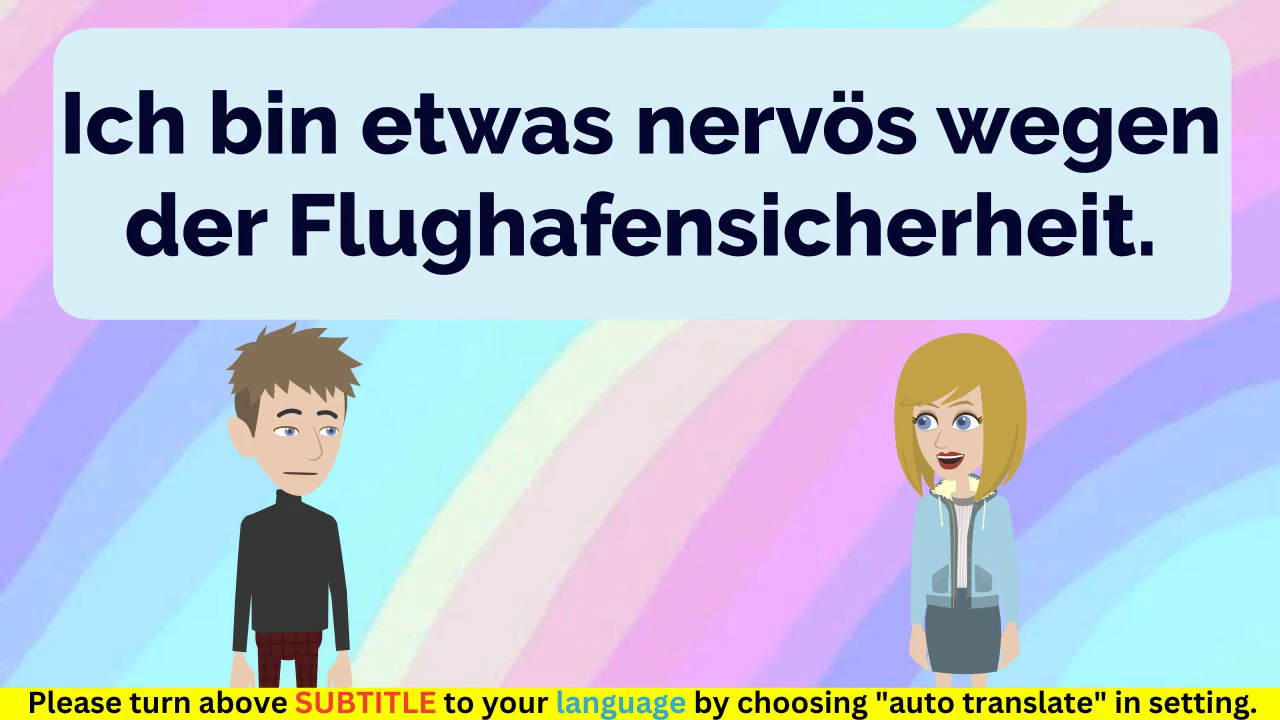 Ich bin etwas nervös wegen
der Flughafensicherheit.
Please turn above SUBTITLE to your language by choosing "auto translate" in setting.